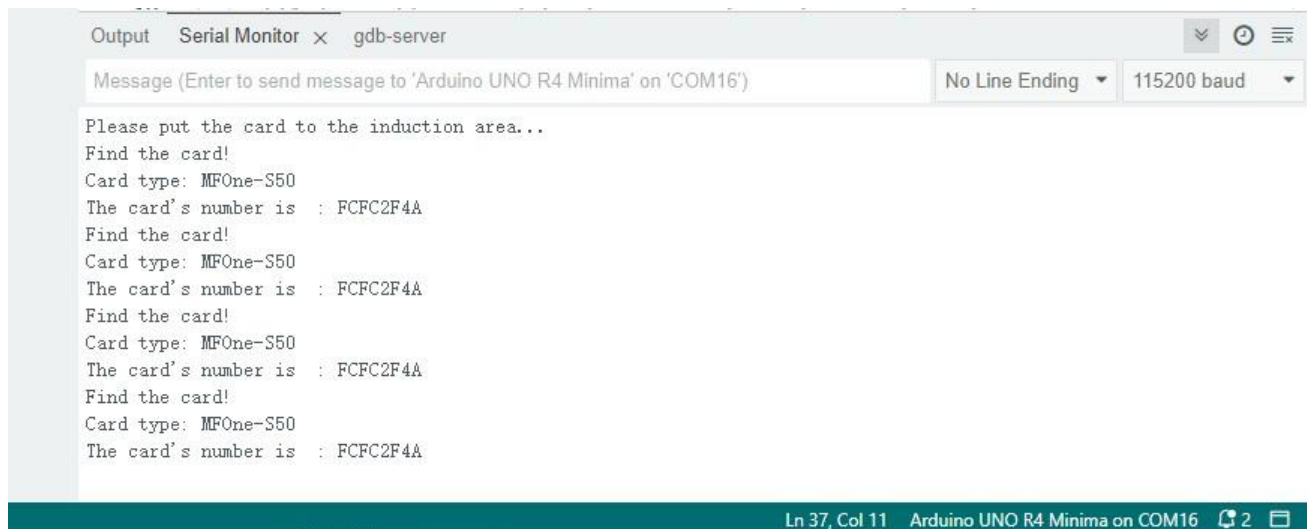 Output Serial Monitor × gdb-server
Message (Enter to send message to 'Arduino UNO R4 Minima' on 'COM16') No Line Ending 115200 baud
Please put the card to the induction area...
Find the card!
Card type: MFOne-S50
The card's number is : FCFC2F4A
Find the card!
Card type: MFOne-S50
The card's number is : FCFC2F4A
Find the card!
Card type: MFOne-S50
The card's number is : FCFC2F4A
Find the card!
Card type: MFOne-S50
The card's number is : FCFC2F4A
Ln 37, Col 11 Arduino UNO R4 Minima on COM16 2